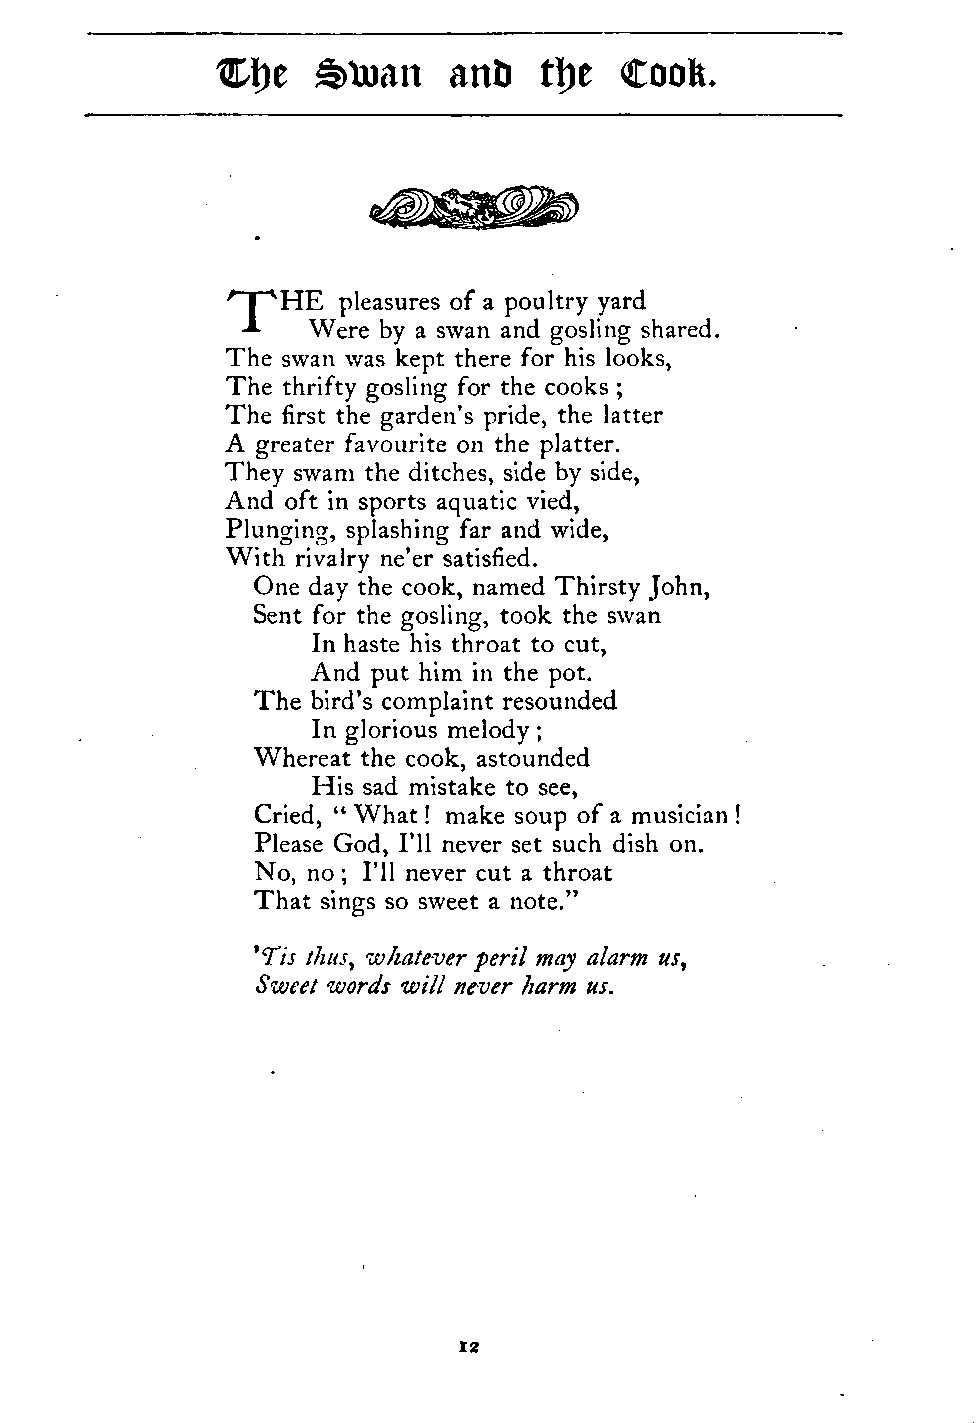 The Swan and the Cook.
THE pleasures of a poultry yard
Were by a swan and gosling shared.
The swan was kept there for his looks,
The thrifty gosling for the cooks ;
The first the garden's pride, the latter
A greater favourite on the platter.
They swam the ditches, side by side,
And oft in sports aquatic vied,
Plunging, splashing far and wide,
With rivalry ne'er satisfied.
One day the cook, named Thirsty John,
Sent for the gosling, took the swan
In haste his throat to cut,
And put him in the pot.
The bird's complaint resounded
In glorious melody ;
Whereat the cook, astounded
His sad mistake to see,
Cried, “ What ! make soup of a musician !
Please God, I'll never set such dish on.
No, no ; I'll never cut a throat
That sings so sweet a note.”
'Tis thus, whatever peril may alarm us,
Sweet words will never harm us.
12